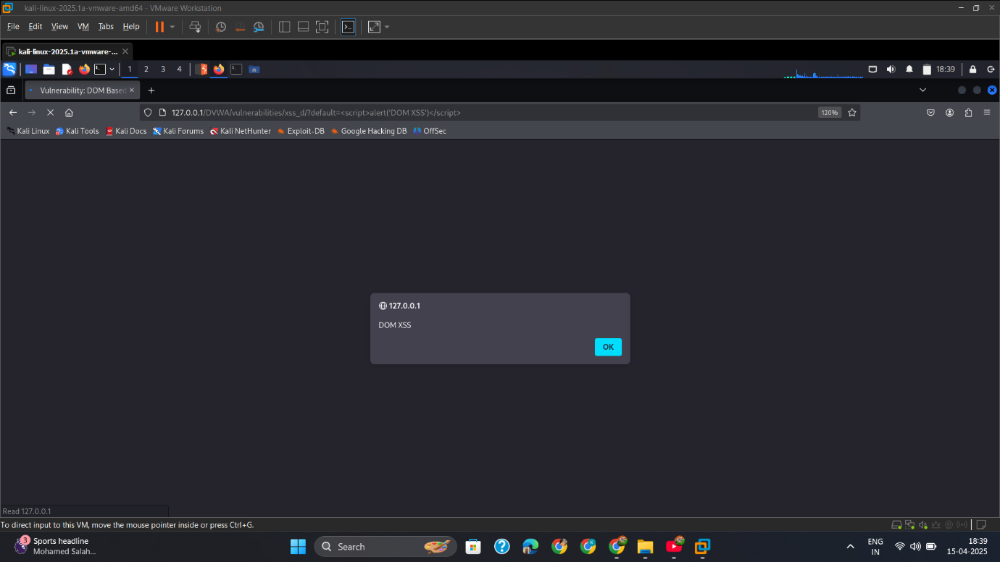 kali-linux-2025.1a-vmware-amd64 - VMware Workstation
File Edit View VM Tabs Help
kali-linux-2025.1a-vmware-...
1 2 3 4 18:39
Vulnerability: DOM Based
127.0.0.1/DVWA/vulnerabilities/xss_d/?default=<script>alert('DOM XSS')</script> 120%
Kali Linux Kali Tools Kali Docs Kali Forums Kali NetHunter Exploit-DB Google Hacking DB OffSec
127.0.0.1
DOM XSS
OK
Read 127.0.0.1
To direct input to this VM, move the mouse pointer inside or press Ctrl+G.
3 Sports headline
Mohamed Salah...
Search
ENG
IN
18:39
15-04-2025